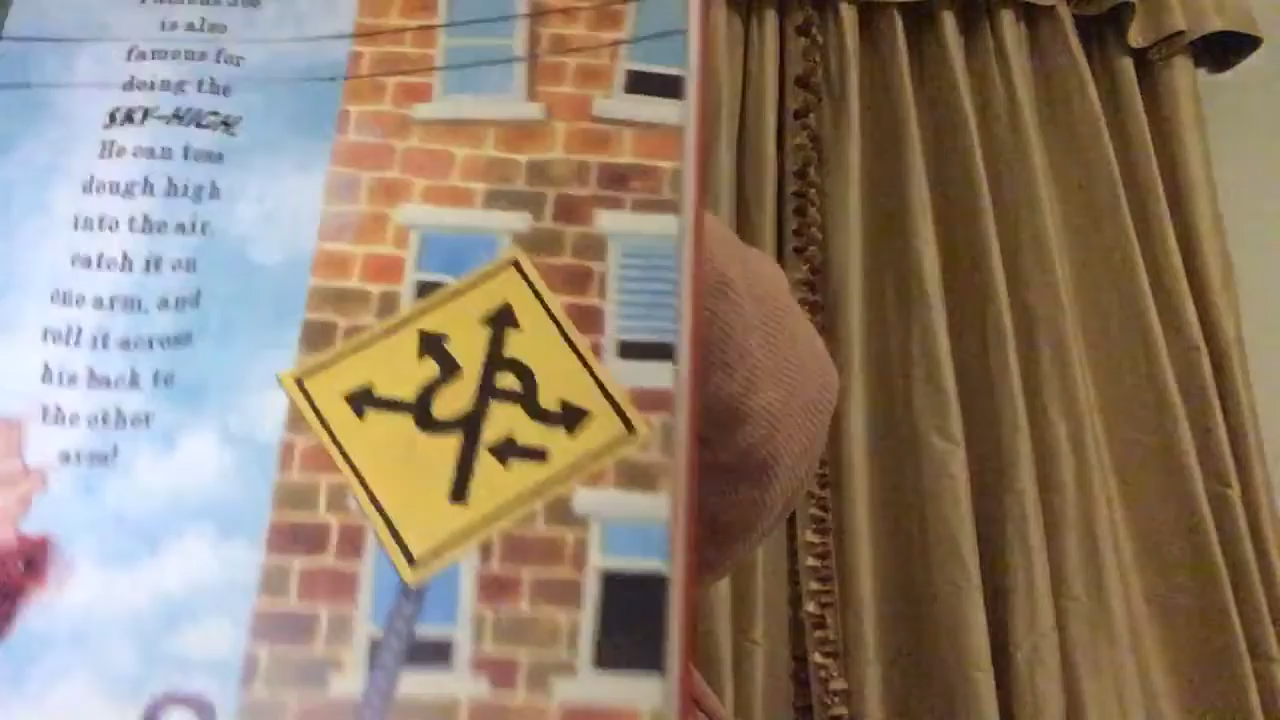 is also
famous for
doing the
SKY-HIGH
He can toss
dough high
into the air,
catch it on
one arm, and
roll it across
his back to
the other
arm!